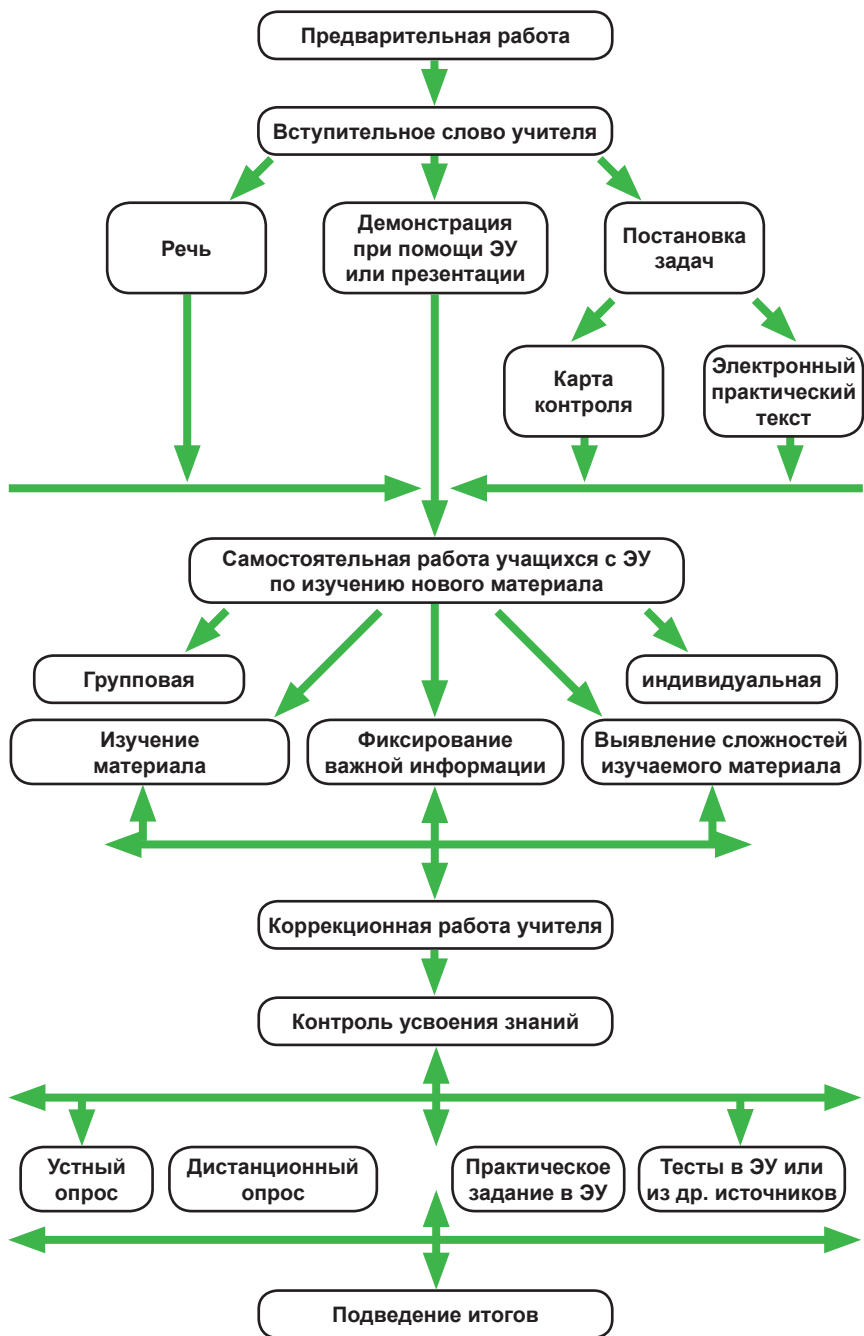 Предварительная работа
Вступительное слово учителя
Речь
Демонстрация
при помощи ЭУ
или презентации
Постановка
задач
Карта
контроля
Электронный
практический
текст
Самостоятельная работа учащихся с ЭУ
по изучению нового материала
Групповая
индивидуальная
Изучение
материала
Фиксирование
важной информации
Выявление сложностей
изучаемого материала
Коррекционная работа учителя
Контроль усвоения знаний
Устный
опрос
Дистанционный
опрос
Практическое
задание в ЭУ
Тесты в ЭУ или
из др. источников
Подведение итогов